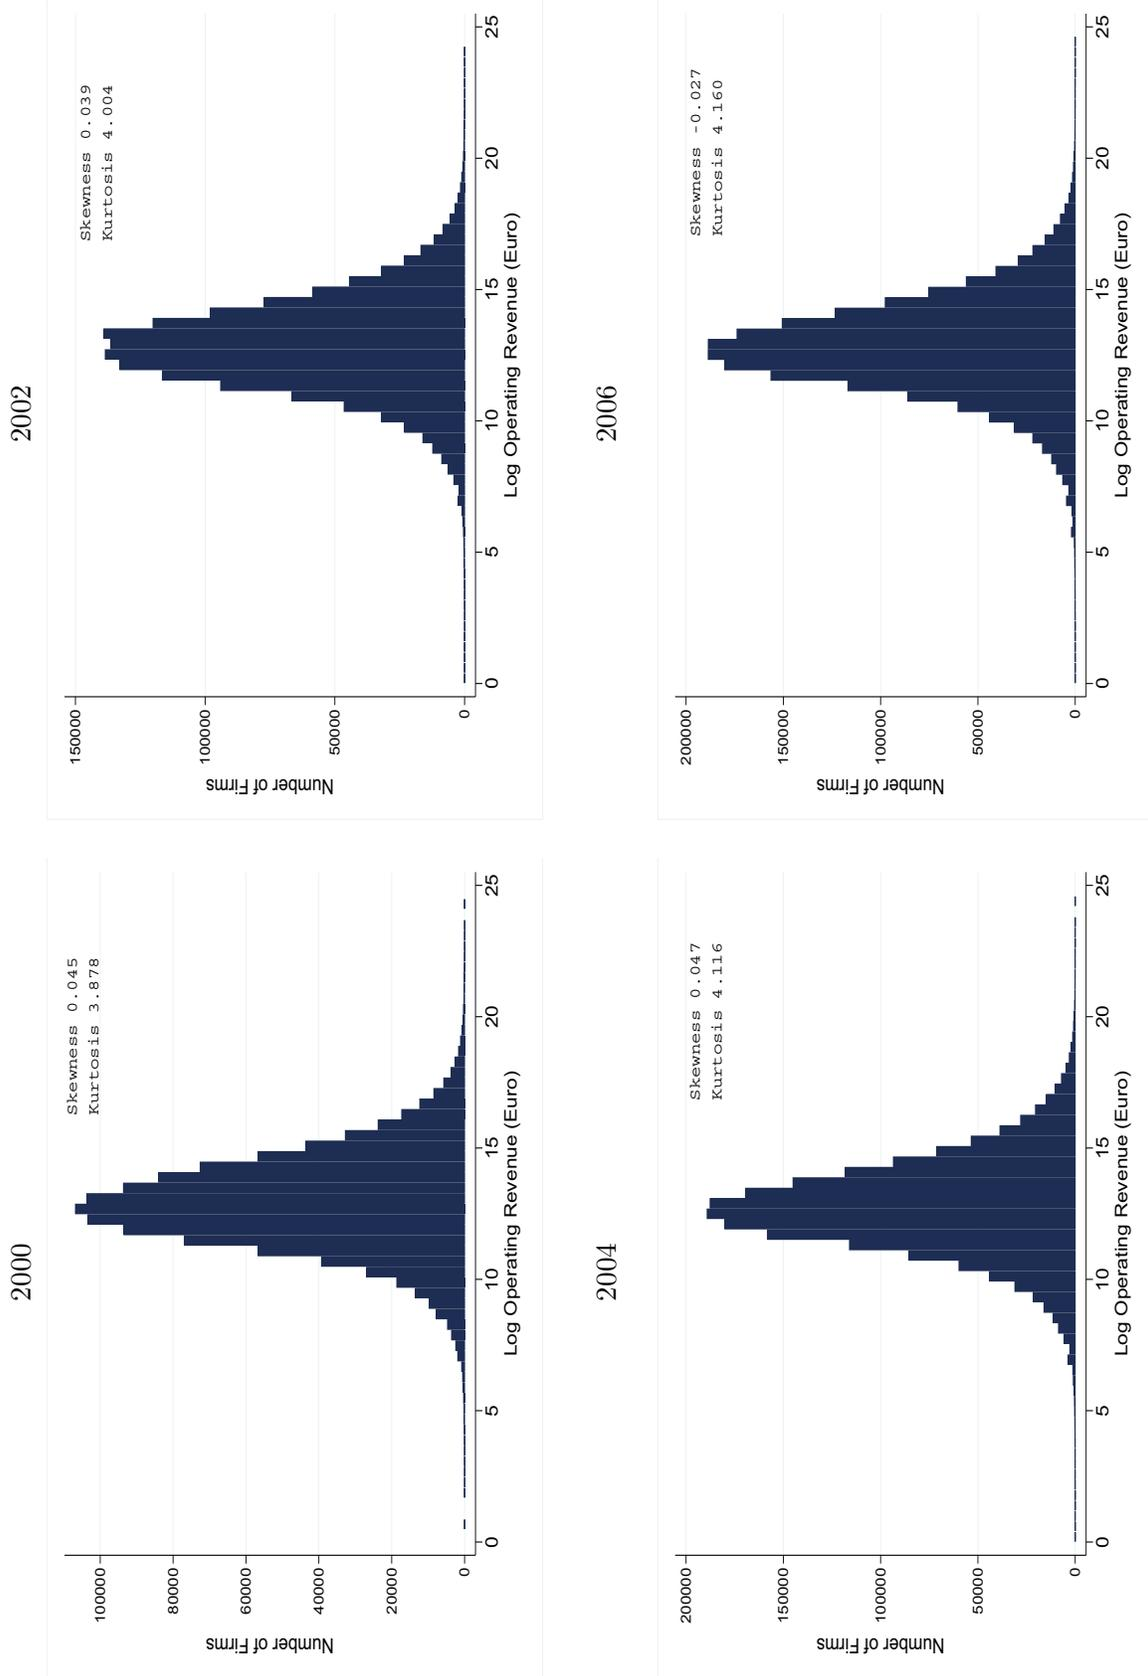 2000
Skewness 0.045
Kurtosis 3.878
100000
80000
60000
40000
20000
0
Number of Firms
0 5 10 15 20 25
Log Operating Revenue (Euro)
2002
Skewness 0.039
Kurtosis 4.004
150000
100000
50000
0
Number of Firms
0 5 10 15 20 25
Log Operating Revenue (Euro)
2004
Skewness 0.047
Kurtosis 4.116
200000
150000
100000
50000
0
Number of Firms
0 5 10 15 20 25
Log Operating Revenue (Euro)
2006
Skewness -0.027
Kurtosis 4.160
200000
150000
100000
50000
0
Number of Firms
0 5 10 15 20 25
Log Operating Revenue (Euro)